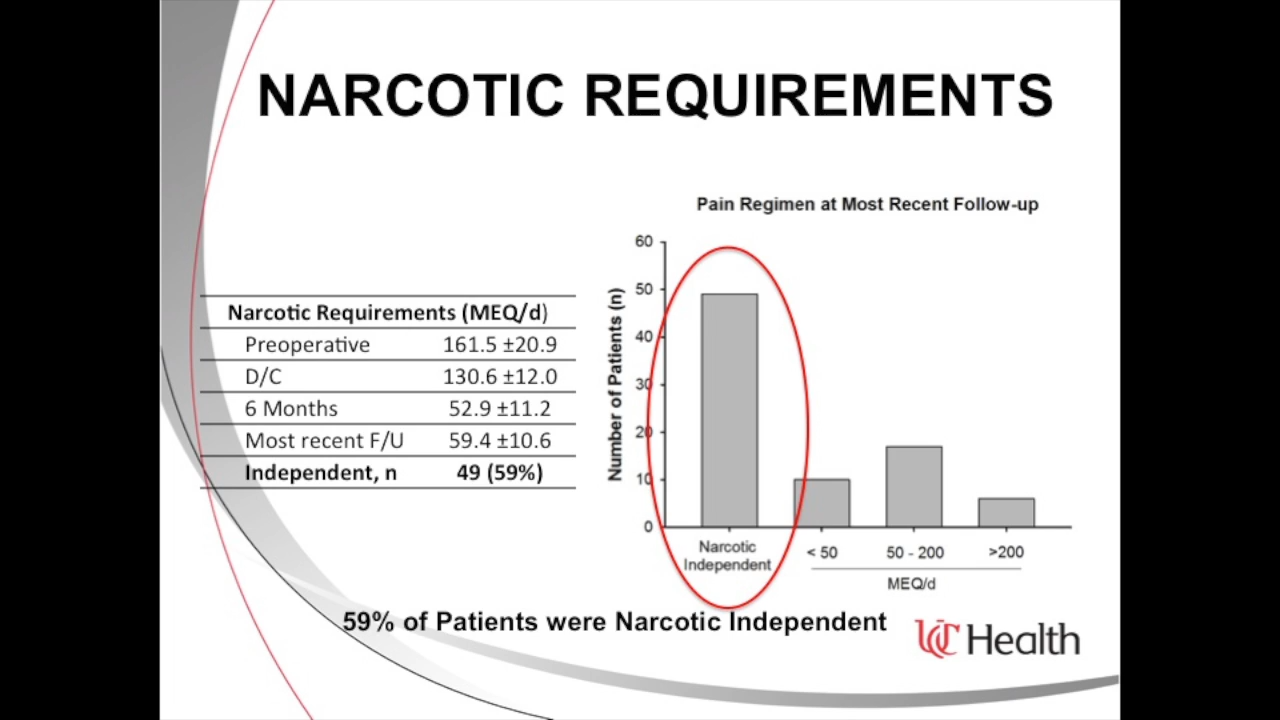 NARCOTIC REQUIREMENTS
Narcotic Requirements (MEQ/d)
Preoperative 161.5 ±20.9
D/C 130.6 ±12.0
6 Months 52.9 ±11.2
Most recent F/U 59.4 ±10.6
Independent, n 49 (59%)
Pain Regimen at Most Recent Follow-up
Number of Patients (n)
60
50
40
30
20
10
0
Narcotic
Independent
< 50
50 - 200
>200
MEQ/d
59% of Patients were Narcotic Independent
UC Health